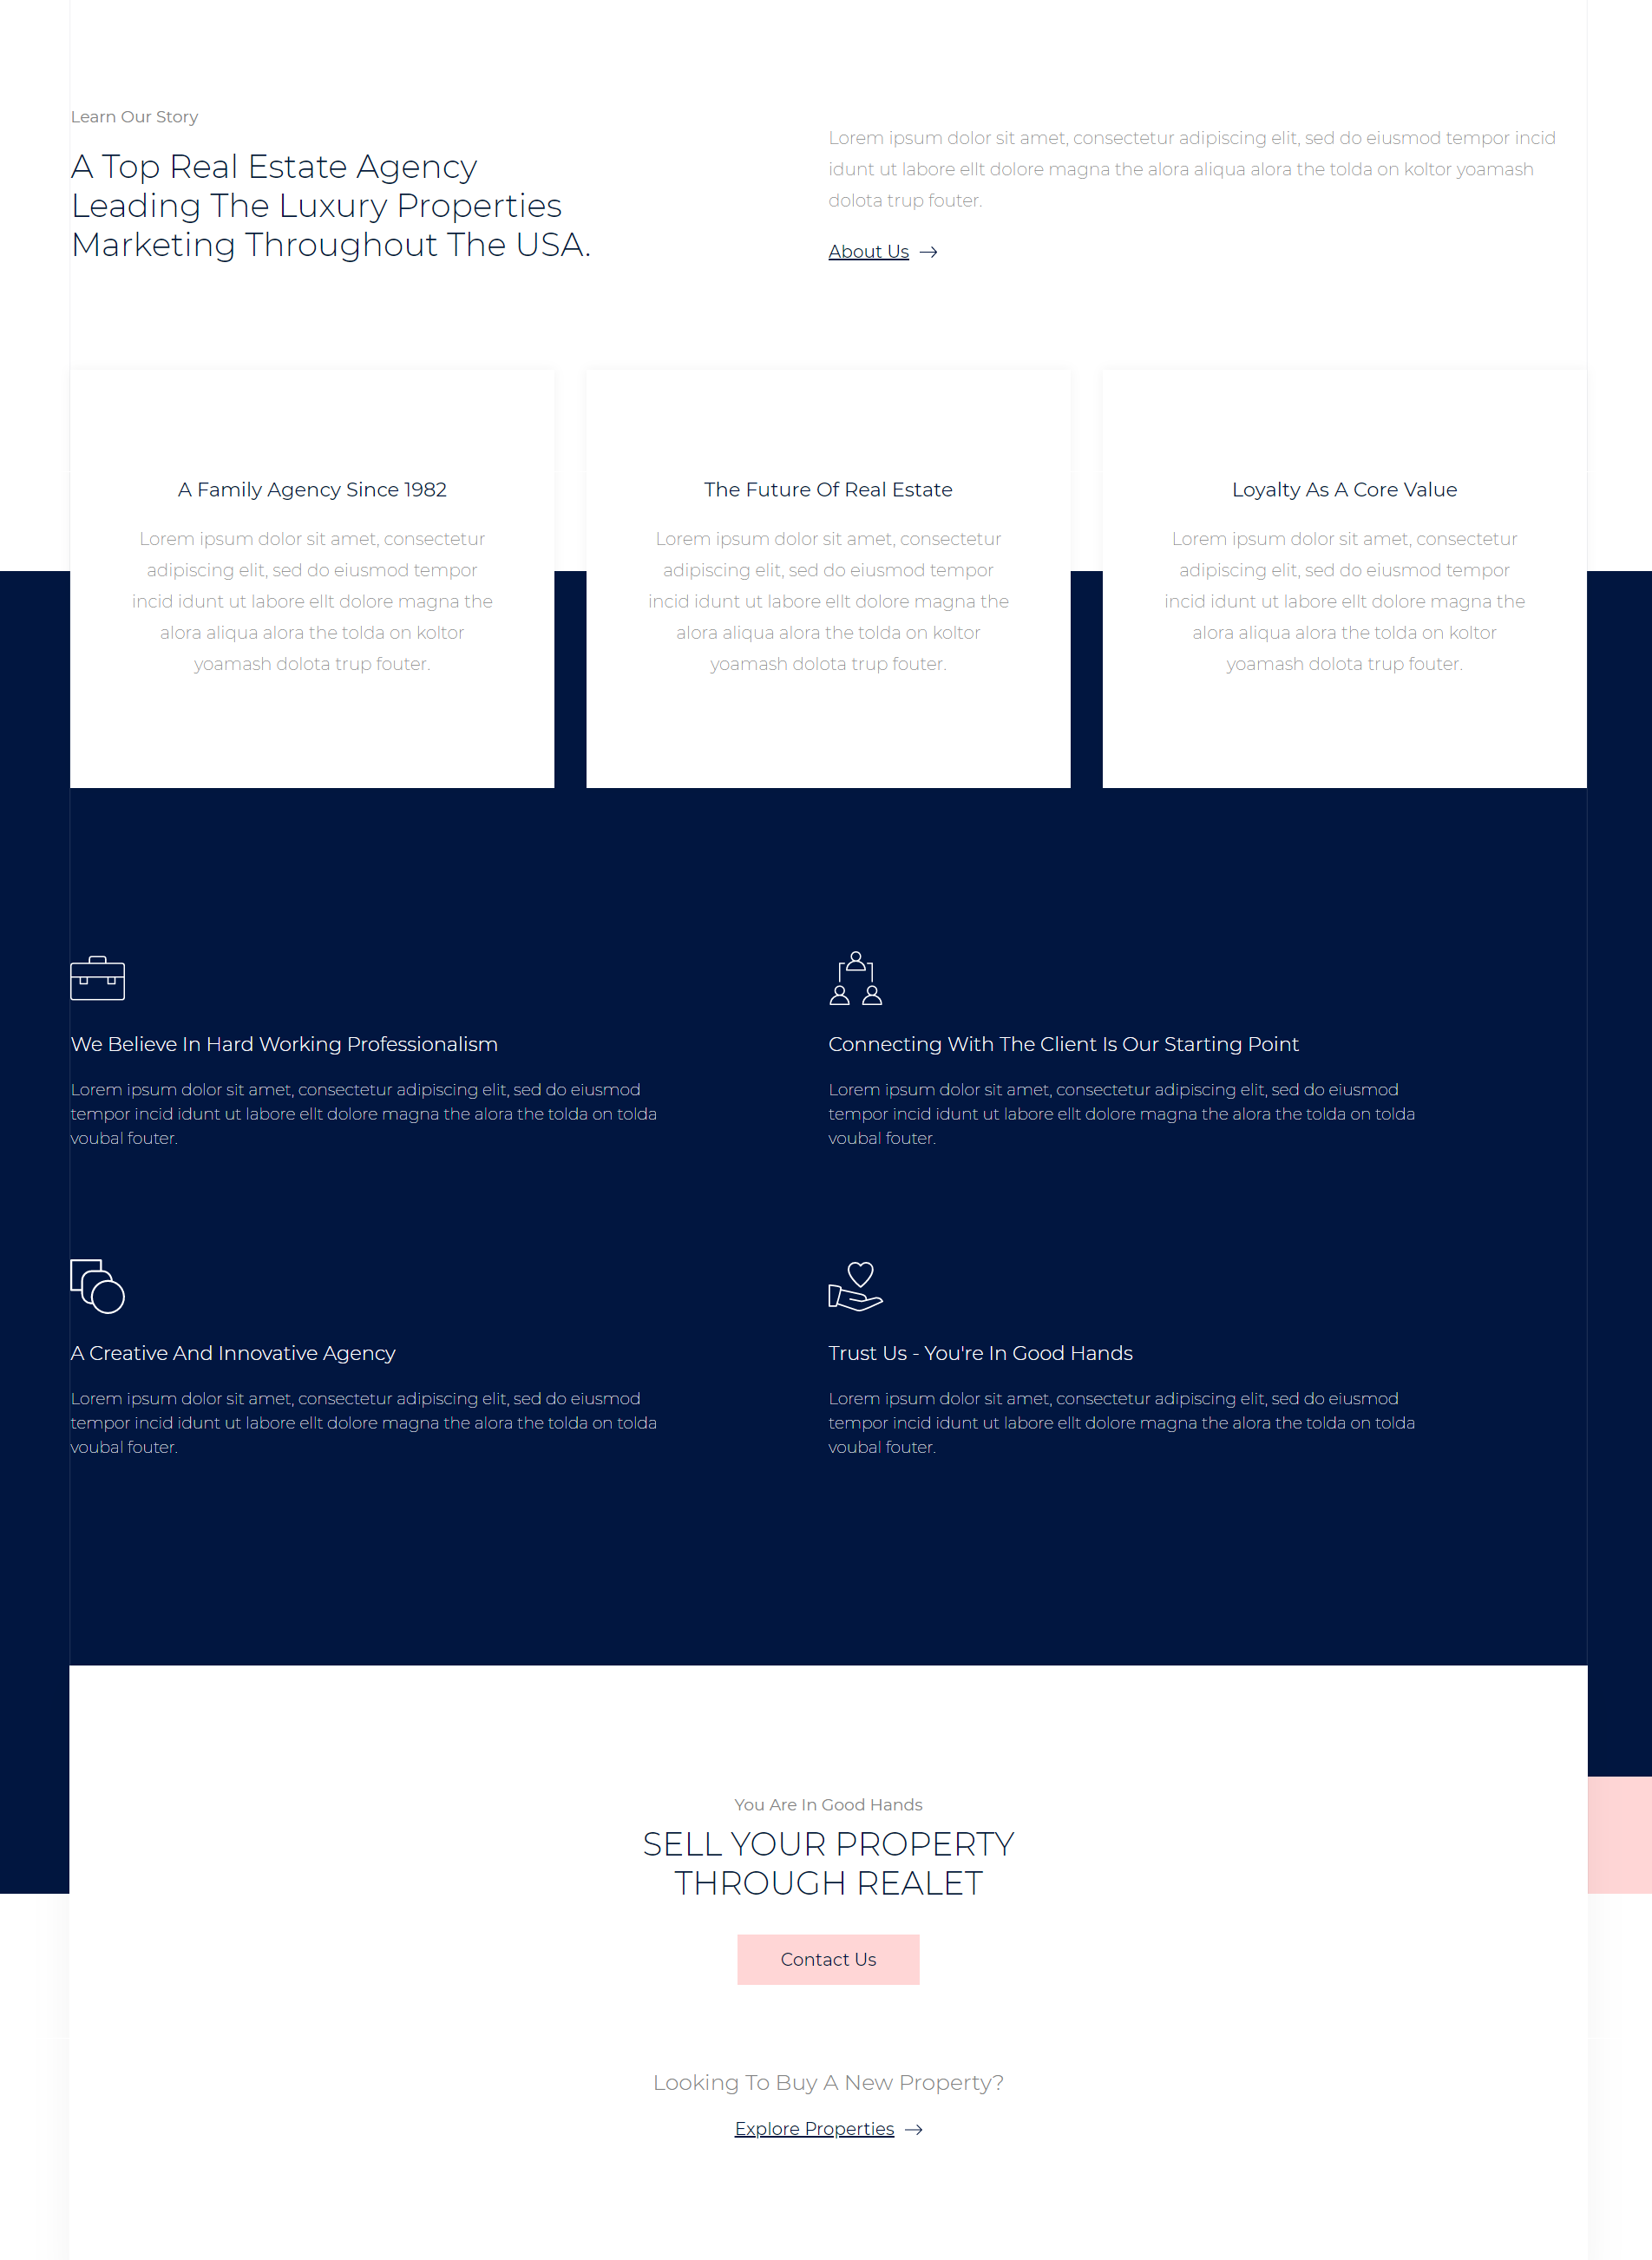 Learn Our Story
A Top Real Estate Agency
Leading The Luxury Properties
Marketing Throughout The USA.
Lorem ipsum dolor sit amet, consectetur adipiscing elit, sed do eiusmod tempor incid
idunt ut labore ellt dolore magna the alora aliqua alora the tolda on koltor yoamash
dolota trup fouter.
About Us
A Family Agency Since 1982
Lorem ipsum dolor sit amet, consectetur
adipiscing elit, sed do eiusmod tempor
incid idunt ut labore ellt dolore magna the
alora aliqua alora the tolda on koltor
yoamash dolota trup fouter.
The Future Of Real Estate
Lorem ipsum dolor sit amet, consectetur
adipiscing elit, sed do eiusmod tempor
incid idunt ut labore ellt dolore magna the
alora aliqua alora the tolda on koltor
yoamash dolota trup fouter.
Loyalty As A Core Value
Lorem ipsum dolor sit amet, consectetur
adipiscing elit, sed do eiusmod tempor
incid idunt ut labore ellt dolore magna the
alora aliqua alora the tolda on koltor
yoamash dolota trup fouter.
We Believe In Hard Working Professionalism
Lorem ipsum dolor sit amet, consectetur adipiscing elit, sed do eiusmod
tempor incid idunt ut labore ellt dolore magna the alora the tolda on tolda
voubal fouter.
Connecting With The Client Is Our Starting Point
Lorem ipsum dolor sit amet, consectetur adipiscing elit, sed do eiusmod
tempor incid idunt ut labore ellt dolore magna the alora the tolda on tolda
voubal fouter.
A Creative And Innovative Agency
Lorem ipsum dolor sit amet, consectetur adipiscing elit, sed do eiusmod
tempor incid idunt ut labore ellt dolore magna the alora the tolda on tolda
voubal fouter.
Trust Us - You're In Good Hands
Lorem ipsum dolor sit amet, consectetur adipiscing elit, sed do eiusmod
tempor incid idunt ut labore ellt dolore magna the alora the tolda on tolda
voubal fouter.
You Are In Good Hands
SELL YOUR PROPERTY
THROUGH REALET
Contact Us
Looking To Buy A New Property?
Explore Properties